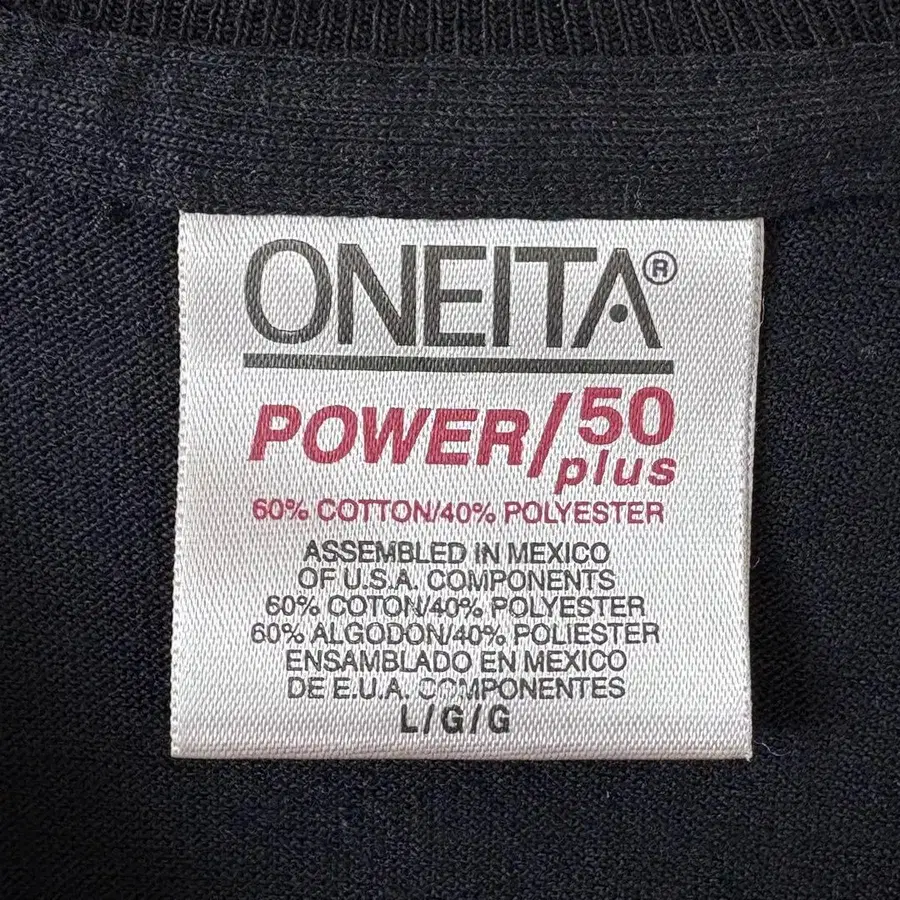 ONEITA®
POWER/50 plus
60% COTTON/40% POLYESTER
ASSEMBLED IN MEXICO
OF U.S.A. COMPONENTS
60% COTON/40% POLYESTER
60% ALGODON/40% POLIESTER
ENSAMBLADO EN MEXICO
DE E.U.A. COMPONENTES
L/G/G